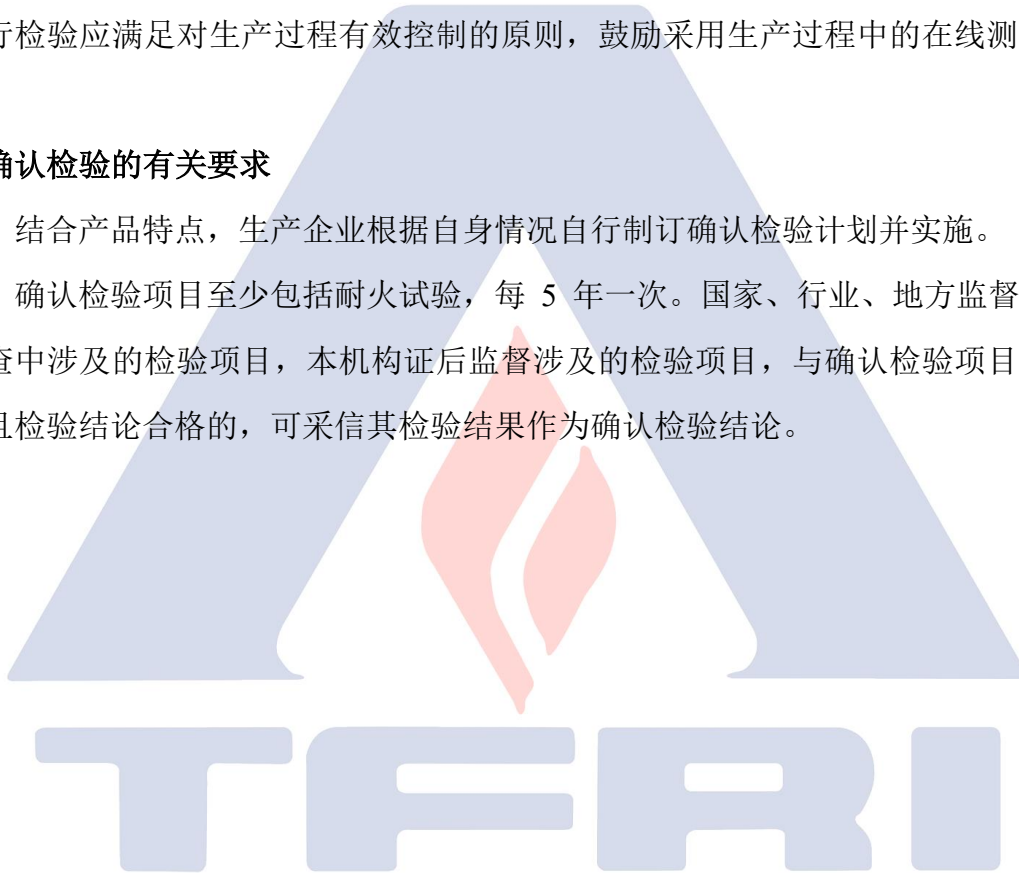 行检验应满足对生产过程有效控制的原则，鼓励采用生产过程中的在线测
确认检验的有关要求
结合产品特点，生产企业根据自身情况自行制订确认检验计划并实施。
确认检验项目至少包括耐火试验，每 5 年一次。国家、行业、地方监督
查中涉及的检验项目，本机构证后监督涉及的检验项目，与确认检验项目
且检验结论合格的，可采信其检验结果作为确认检验结论。
TFRI